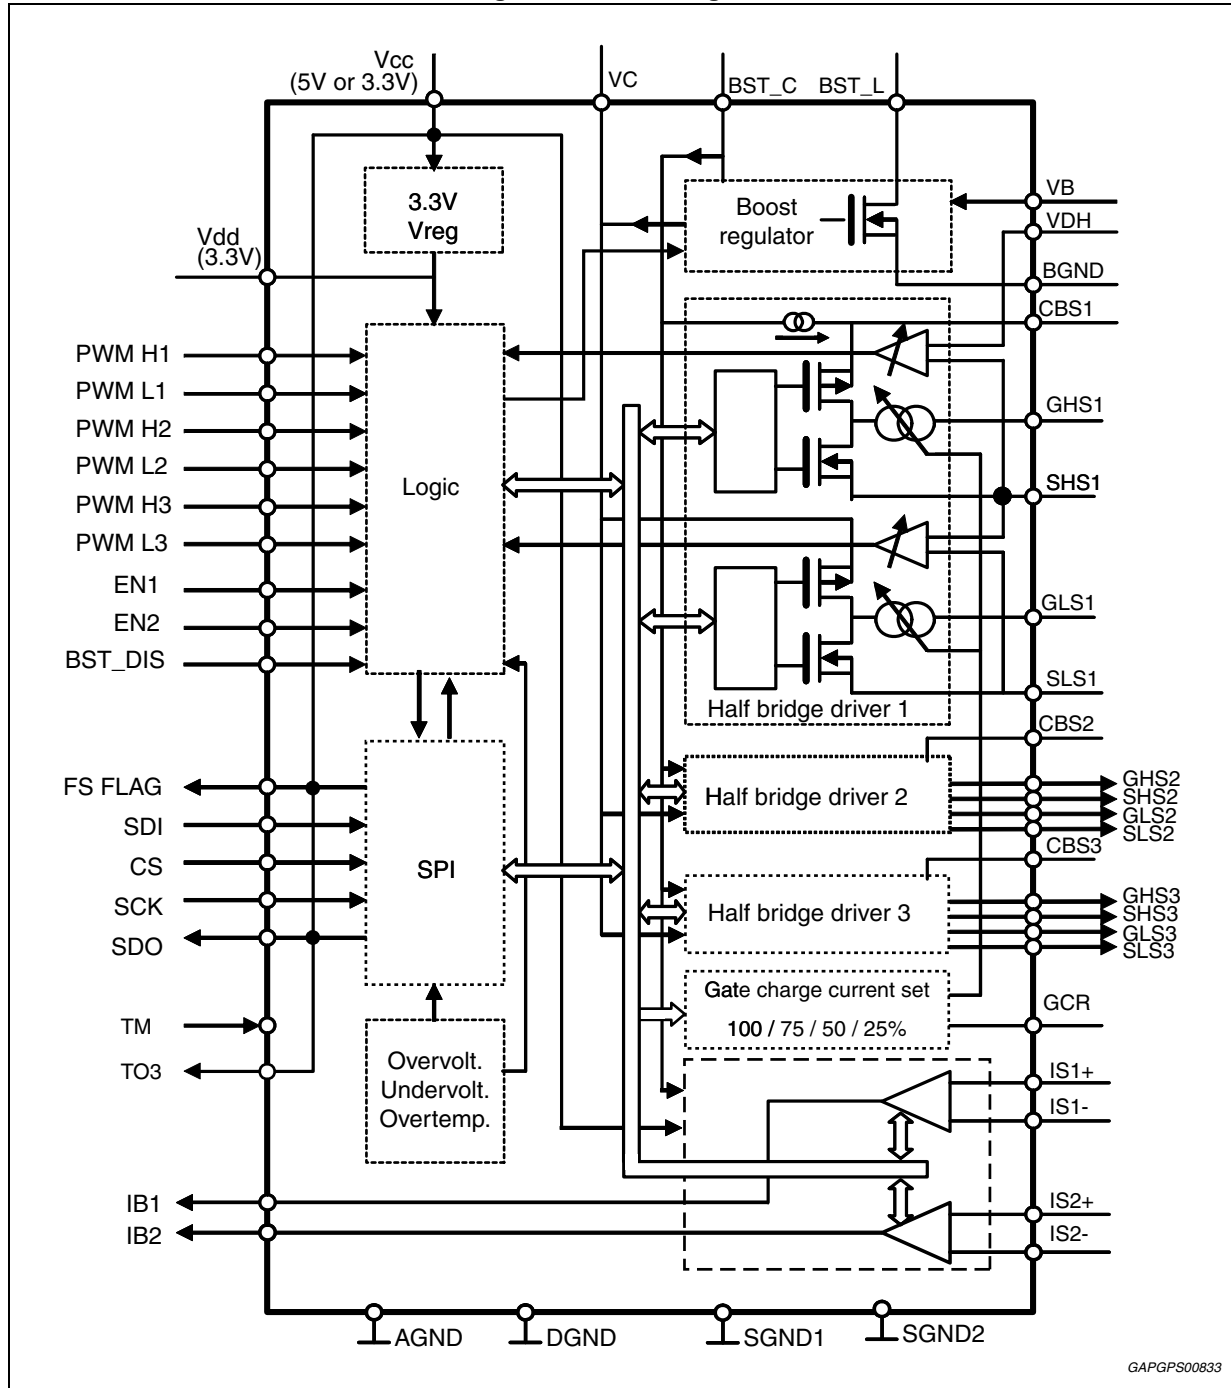 Vcc
(5V or 3.3V)
VC
BST_C
BST_L
3.3V
Vreg
Boost
regulator
VB
VDH
BGND
CBS1
Vdd
(3.3V)
PWM H1
PWM L1
PWM H2
PWM L2
PWM H3
PWM L3
EN1
EN2
BST_DIS
Logic
GHS1
SHS1
GLS1
SLS1
Half bridge driver 1
CBS2
FS FLAG
SDI
CS
SCK
SDO
SPI
Half bridge driver 2
GHS2
SHS2
GLS2
SLS2
CBS3
Half bridge driver 3
GHS3
SHS3
GLS3
SLS3
Gate charge current set
100 / 75 / 50 / 25%
GCR
TM
TO3
Overvolt.
Undervolt.
Overtemp.
IS1+
IS1-
IB1
IB2
IS2+
IS2-
AGND
DGND
SGND1
SGND2
GAPGPS00833